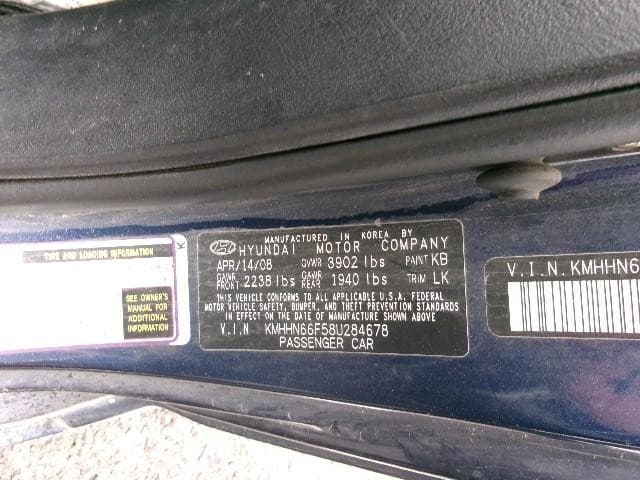 TIRE AND LOADING INFORMATION
K
SEE OWNER'S
MANUAL FOR
ADDITIONAL
INFORMATION
MANUFACTURED IN KOREA BY
HYUNDAI MOTOR COMPANY
APR/14/08 GVWR 3902 lbs PAINT KB
GAWR FRONT 2238 lbs GAWR REAR 1940 lbs TRIM LK
THIS VEHICLE CONFORMS TO ALL APPLICABLE U.S.A. FEDERAL
MOTOR VEHICLE SAFETY, BUMPER, AND THEFT PREVENTION STANDARDS
IN EFFECT ON THE DATE OF MANUFACTURE SHOWN ABOVE
V.I.N KMHHN66F58U284678
PASSENGER CAR
V.I.N.KMHHN6